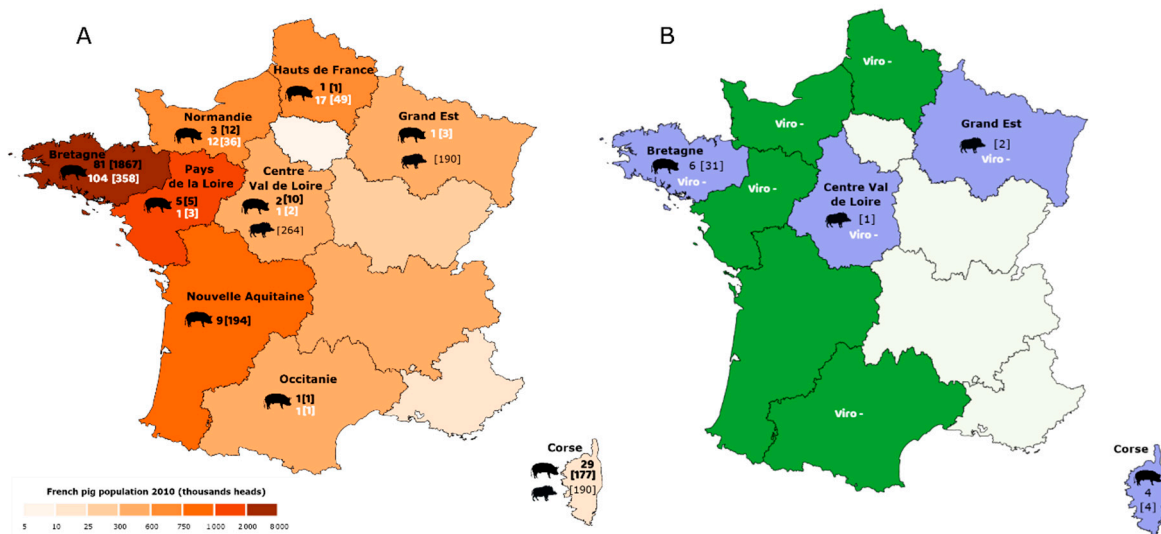 A
Hauts de France
1 [1]
17 [49]
Normandie
3 [12]
12 [36]
Grand Est
1 [3]
[190]
Bretagne
81 [1867]
104 [358]
Pays
de la Loire
5 [5]
1 [3]
Centre
Val de Loire
2 [10]
1 [2]
[264]
Nouvelle Aquitaine
9 [194]
Occitanie
1 [1]
1 [1]
Corse
29
[177]
[190]
French pig population 2010 (thousands heads)
5 10 25 300 600 750 1000 2000 8000
B
Viro -
Viro -
Grand Est
[2]
Viro -
Bretagne
6 [31]
Viro -
Viro -
Centre Val
de Loire
[1]
Viro -
Viro -
Corse
4
[4]